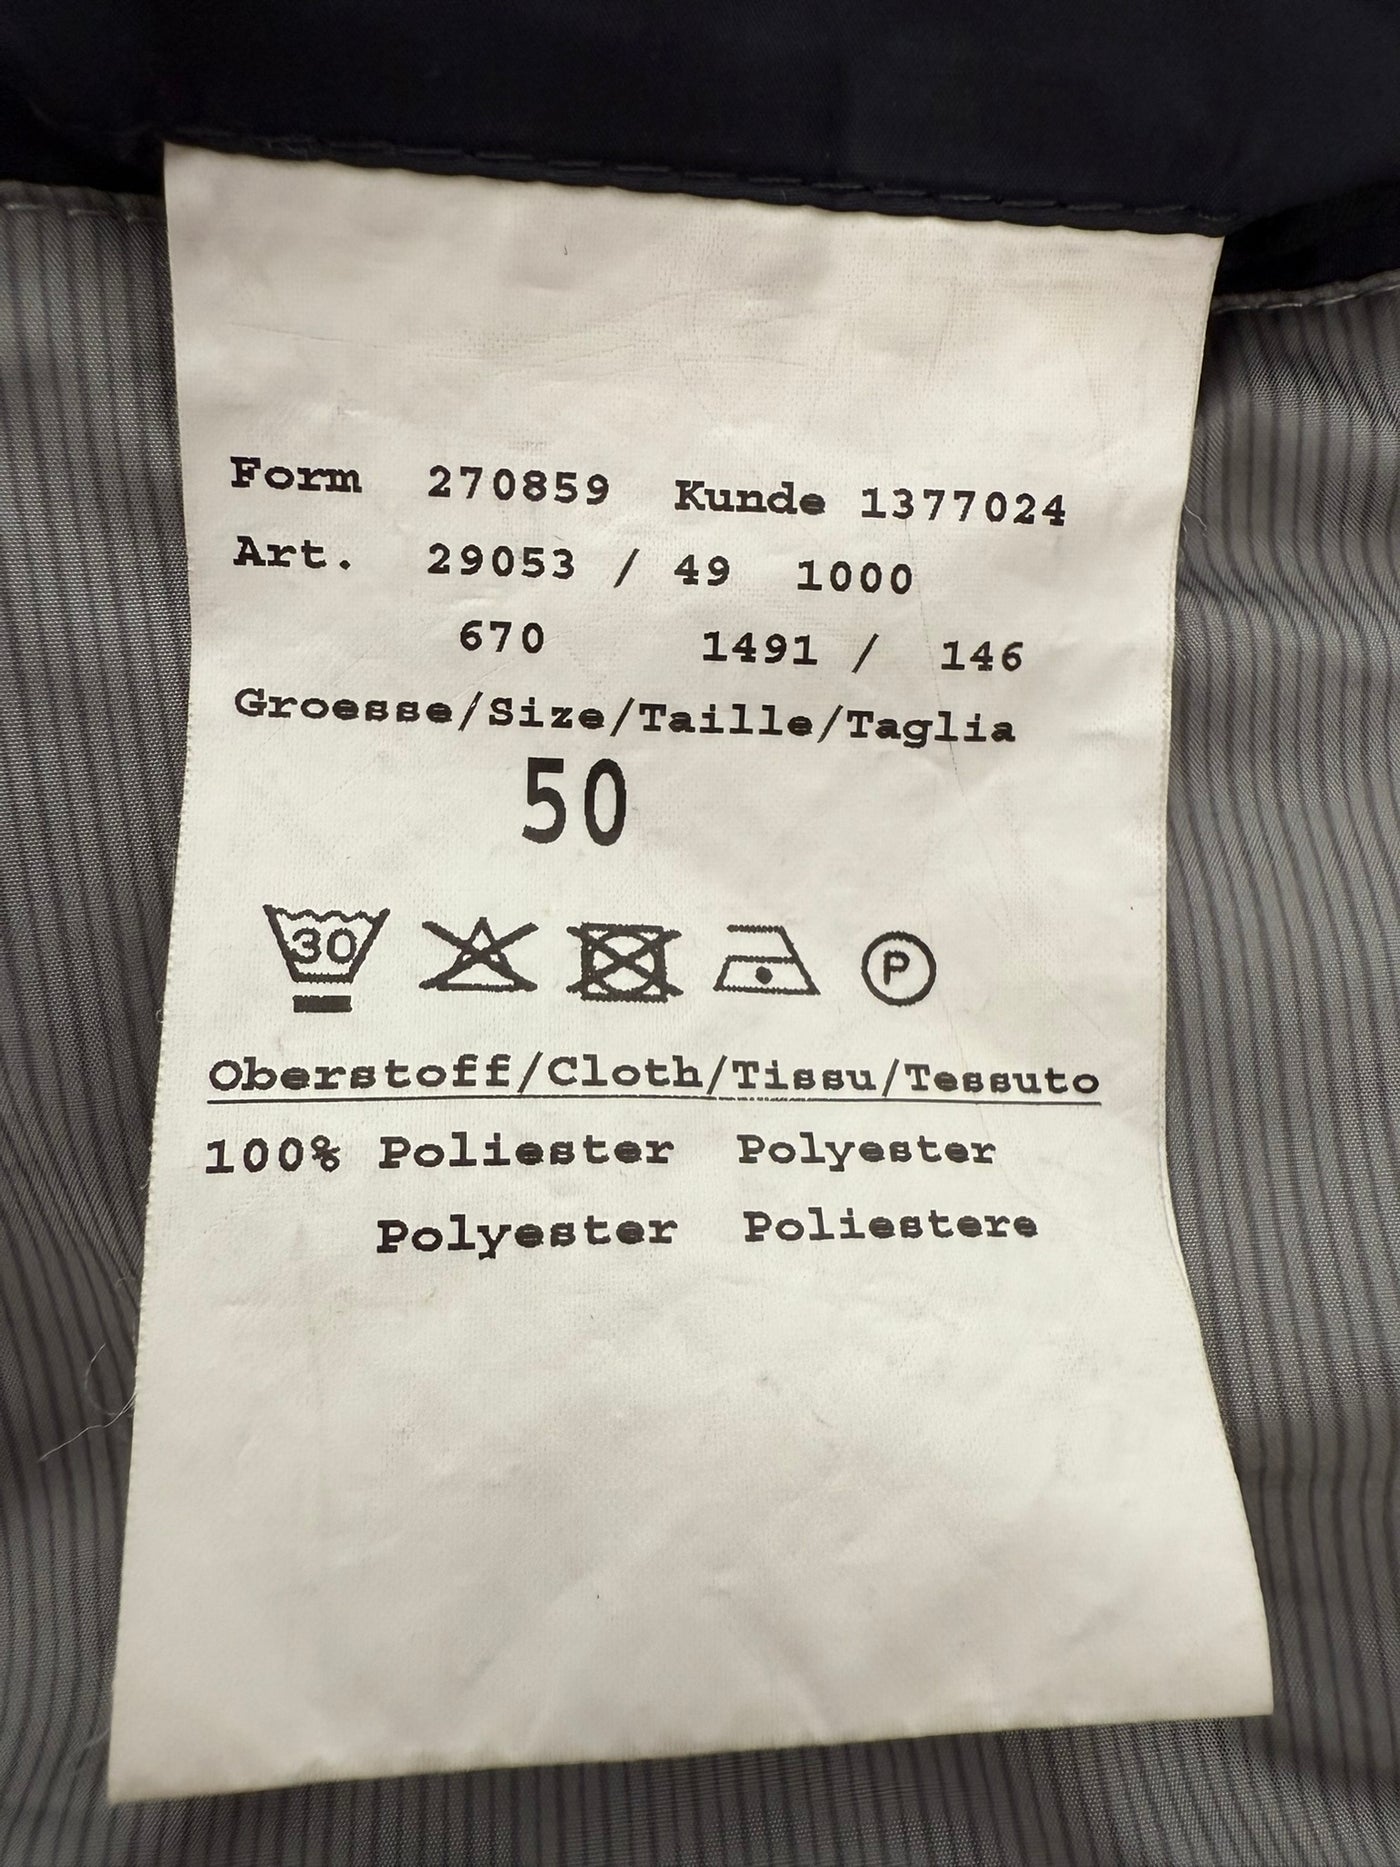 Form 270859 Kunde 1377024
Art. 29053 / 49 1000
670 1491 / 146
Groesse/Size/Taille/Taglia
50
30 P
Oberstoff/Cloth/Tissu/Tessuto
100% Poliester Polyester
Polyester Poliestere